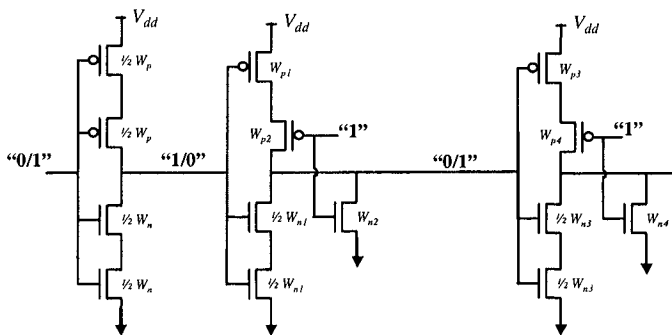 V_dd
V_dd
V_dd
½ W_p
W_p1
W_p3
½ W_p
W_p2
"1"
W_p4
"1"
"0/1"
"1/0"
"0/1"
½ W_n
½ W_n1
W_n2
½ W_n3
W_n4
½ W_n
½ W_n1
½ W_n3